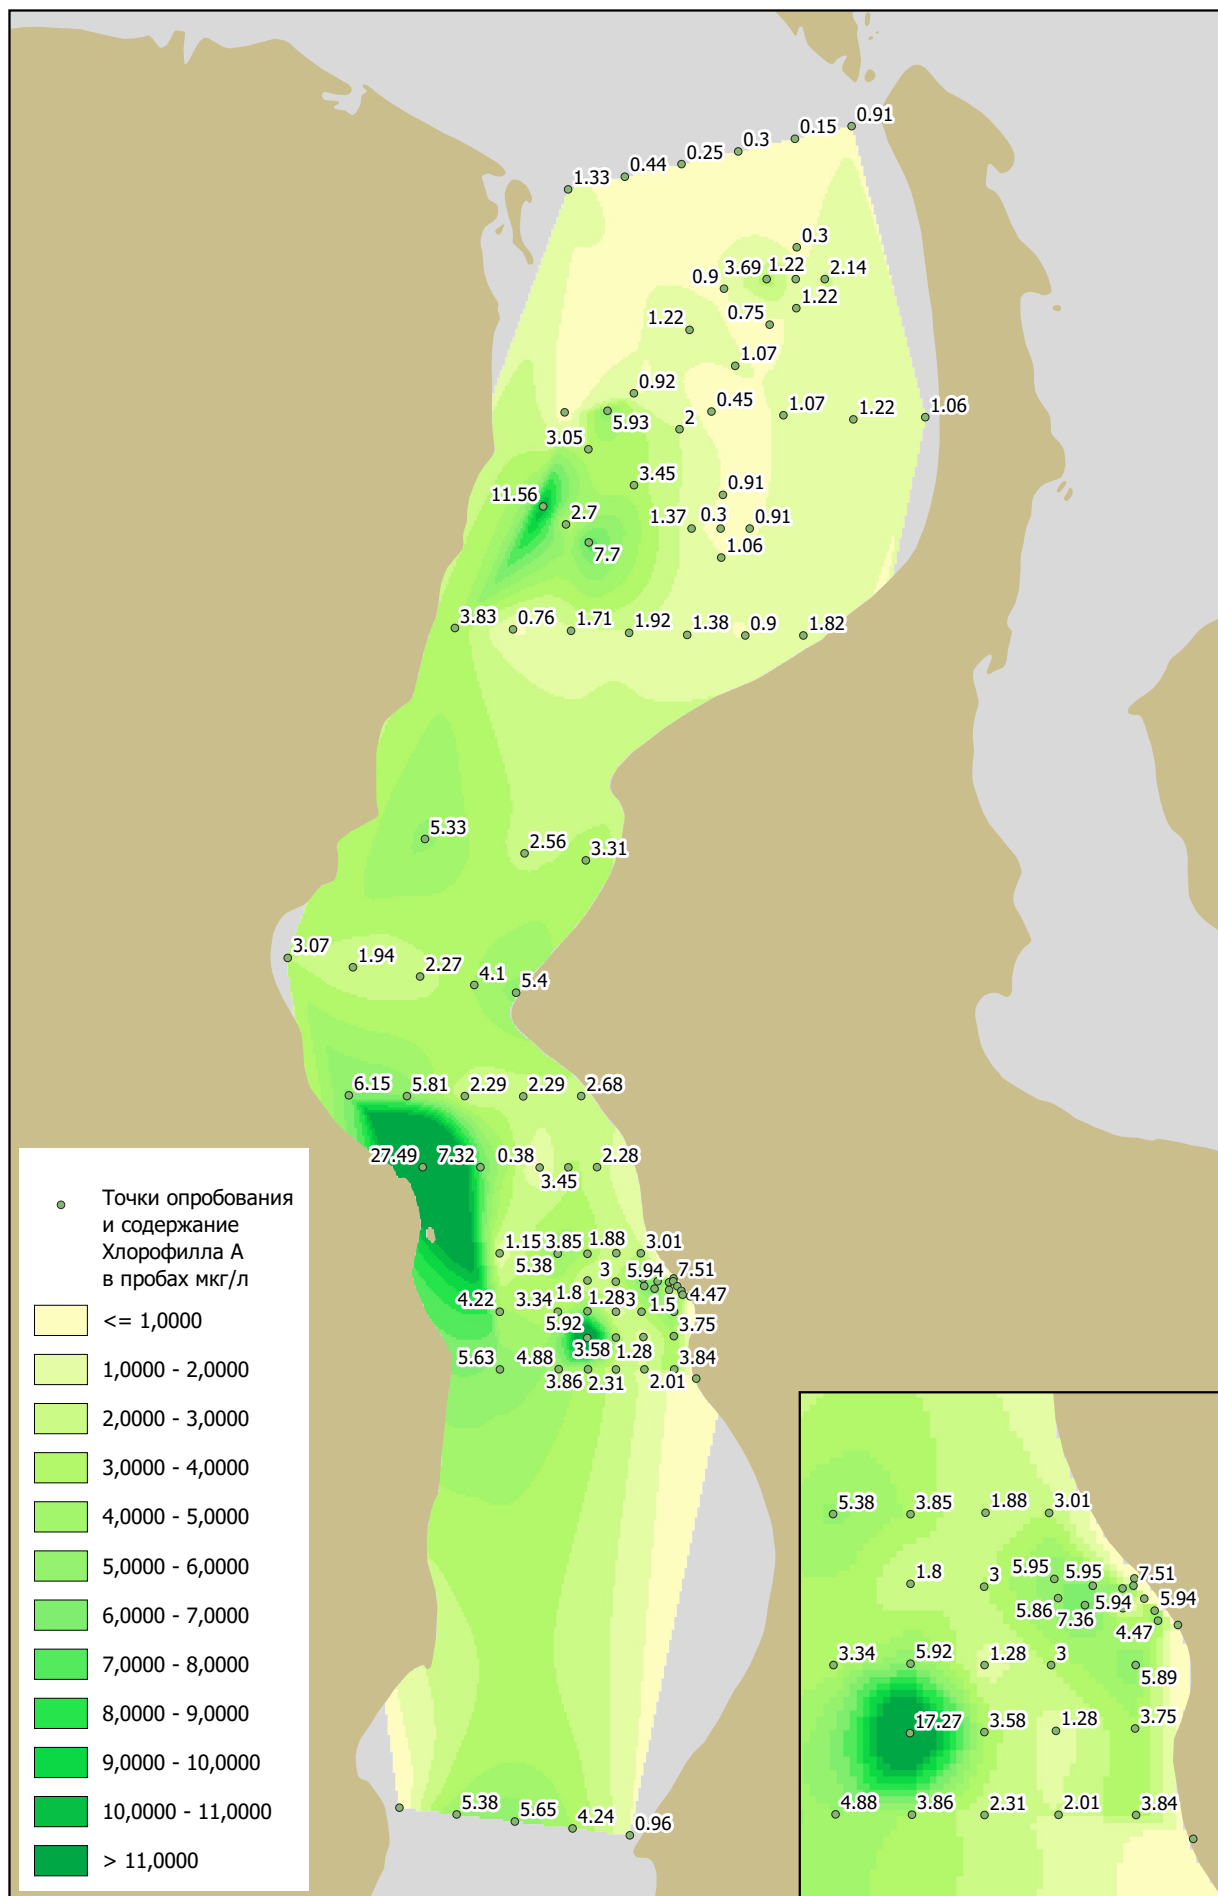 0.91
0.15
0.3
0.25
0.44
1.33
0.3
3.69 1.22 2.14
0.9
1.22
0.75
1.22
1.07
0.92
0.45
5.93 2 1.07 1.22 1.06
3.05
3.45
11.56 0.91
2.7
1.37 0.3 0.91
7.7 1.06
3.83 0.76 1.71 1.92 1.38 0.9 1.82
5.33
2.56 3.31
3.07
1.94
2.27
4.1
5.4
6.15 5.81 2.29 2.29 2.68
27.49 7.32 0.38 2.28
3.45
1.15 3.85 1.88 3.01
5.38 3 5.94 7.51
4.47
4.22 3.34 1.8 1.28 3 1.5
5.92 3.75
3.58 1.28
5.63 4.88 3.84
3.86 2.31 2.01
5.38
5.65
4.24
0.96
Точки опробования
и содержание
Хлорофилла А
в пробах мкг/л
<= 1,0000
1,0000 - 2,0000
2,0000 - 3,0000
3,0000 - 4,0000
4,0000 - 5,0000
5,0000 - 6,0000
6,0000 - 7,0000
7,0000 - 8,0000
8,0000 - 9,0000
9,0000 - 10,0000
10,0000 - 11,0000
> 11,0000
5.38 3.85 1.88 3.01
1.8 3 5.95 5.95 7.51
5.86 7.36 5.94 5.94
4.47
3.34 5.92 1.28 3
5.89
17.27 3.58 1.28 3.75
4.88 3.86 2.31 2.01 3.84